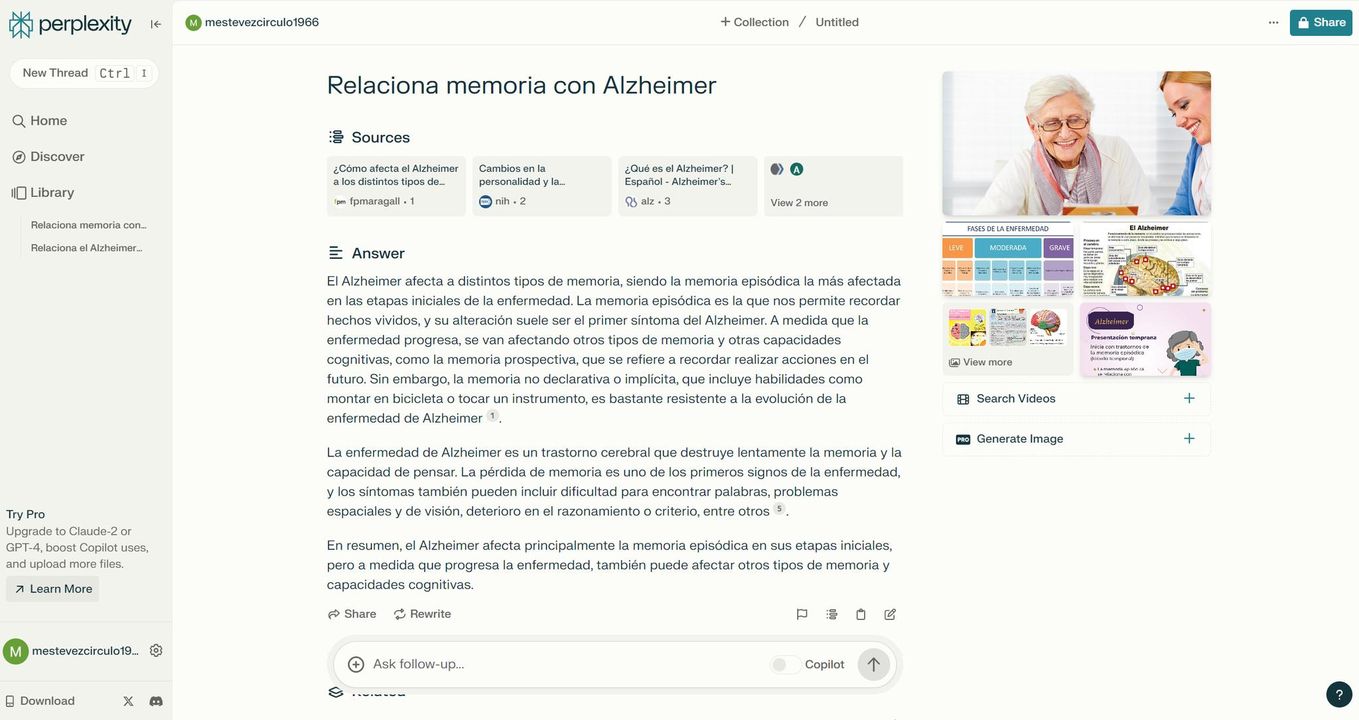 perplexity
New Thread Ctrl I
Home
Discover
Library
Relaciona memoria con...
Relaciona el Alzheimer...
Try Pro
Upgrade to Claude-2 or
GPT-4, boost Copilot uses,
and upload more files.
Learn More
M mestevezcirculo19...
Download
M mestevezcirculo1966
+ Collection / Untitled
... Share
Relaciona memoria con Alzheimer
Sources
¿Cómo afecta el Alzheimer
a los distintos tipos de...
fpm fpmaragall • 1
Cambios en la
personalidad y la...
nih • 2
¿Qué es el Alzheimer? |
Español - Alzheimer's...
alz • 3
A
View 2 more
Answer
El Alzheimer afecta a distintos tipos de memoria, siendo la memoria episódica la más afectada
en las etapas iniciales de la enfermedad. La memoria episódica es la que nos permite recordar
hechos vividos, y su alteración suele ser el primer síntoma del Alzheimer. A medida que la
enfermedad progresa, se van afectando otros tipos de memoria y otras capacidades
cognitivas, como la memoria prospectiva, que se refiere a recordar realizar acciones en el
futuro. Sin embargo, la memoria no declarativa o implícita, que incluye habilidades como
montar en bicicleta o tocar un instrumento, es bastante resistente a la evolución de la
enfermedad de Alzheimer 1.
La enfermedad de Alzheimer es un trastorno cerebral que destruye lentamente la memoria y la
capacidad de pensar. La pérdida de memoria es uno de los primeros signos de la enfermedad,
y los síntomas también pueden incluir dificultad para encontrar palabras, problemas
espaciales y de visión, deterioro en el razonamiento o criterio, entre otros 5.
En resumen, el Alzheimer afecta principalmente la memoria episódica en sus etapas iniciales,
pero a medida que progresa la enfermedad, también puede afectar otros tipos de memoria y
capacidades cognitivas.
Share Rewrite
Ask follow-up... Copilot
Related
FASES DE LA ENFERMEDAD
LEVE MODERADA GRAVE
El Alzheimer
View more
Alzheimer
Presentación temprana
Inicia con trastornos de
la memoria episódica
(lóbulo temporal)
Search Videos +
PRO Generate Image +
?